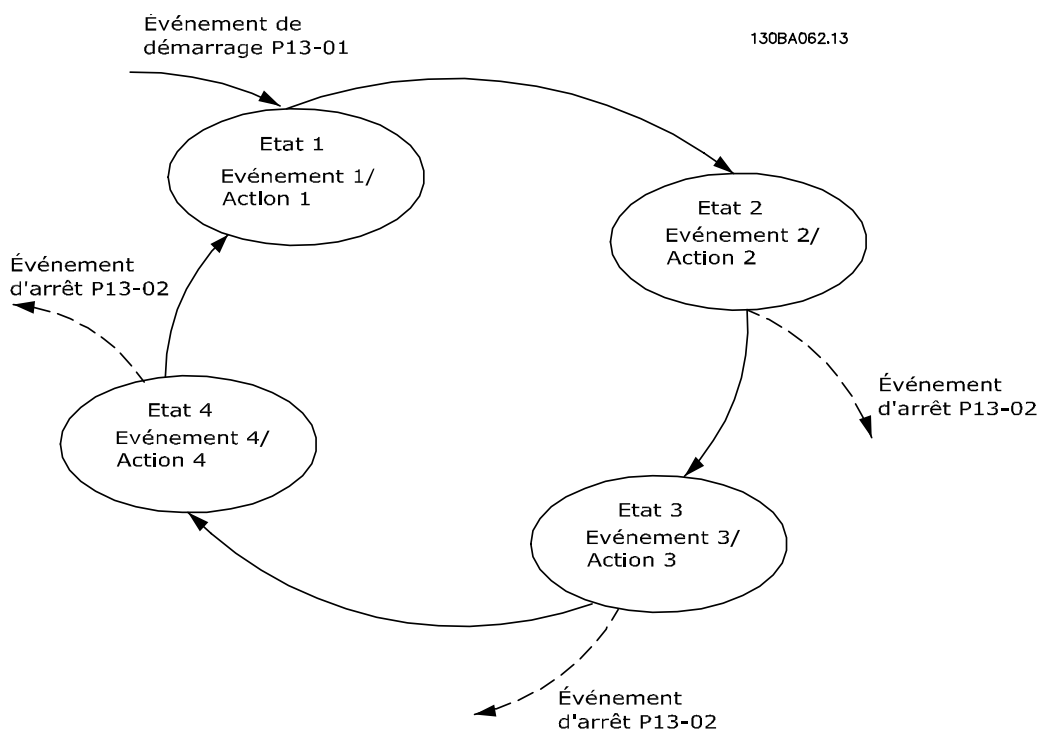 Événement de
démarrage P13-01
130BA062.13
Etat 1
Evénement 1/
Action 1
Etat 2
Evénement 2/
Action 2
Événement
d'arrêt P13-02
Événement
d'arrêt P13-02
Etat 4
Evénement 4/
Action 4
Etat 3
Evénement 3/
Action 3
Événement
d'arrêt P13-02